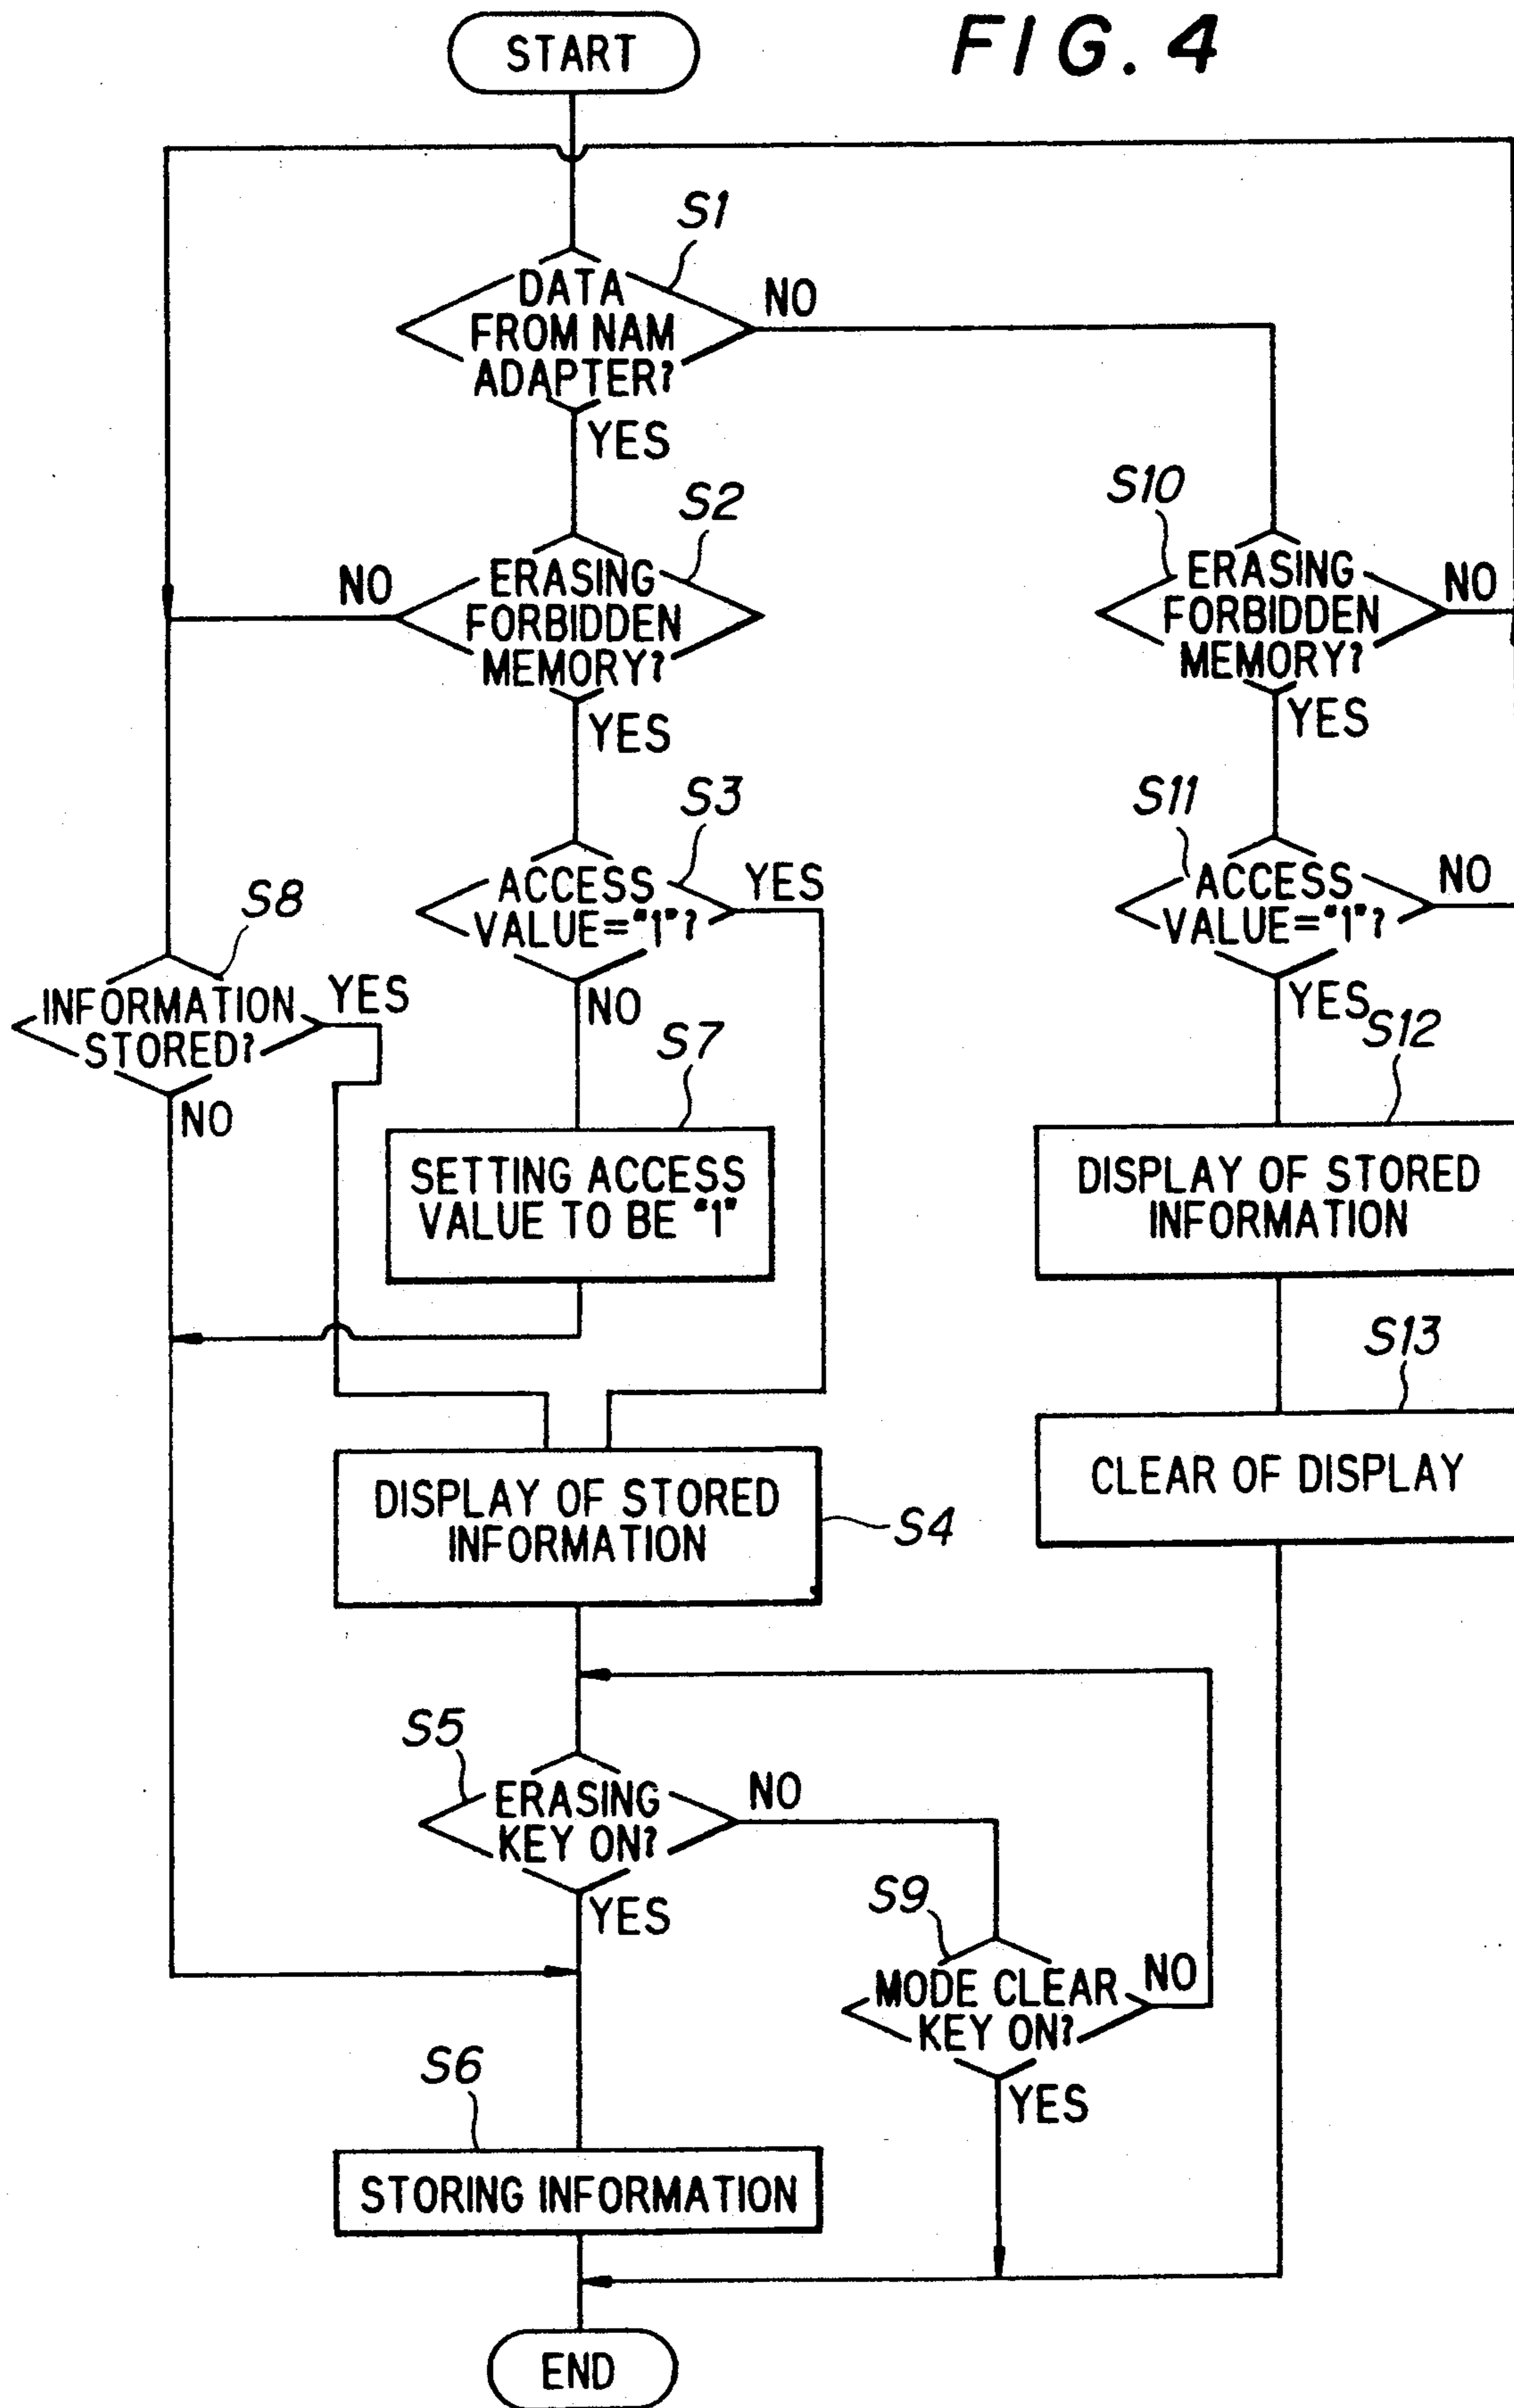 FIG. 4
START
S1
DATA
FROM NAM
ADAPTER?
NO
YES
S2
ERASING
FORBIDDEN
MEMORY?
NO
YES
S10
ERASING
FORBIDDEN
MEMORY?
NO
YES
S3
ACCESS
VALUE="1"?
YES
NO
S11
ACCESS
VALUE="1"?
NO
YES
S8
INFORMATION
STORED?
YES
NO
S7
SETTING ACCESS
VALUE TO BE "1"
S12
DISPLAY OF STORED
INFORMATION
S13
CLEAR OF DISPLAY
DISPLAY OF STORED
INFORMATION
S4
S5
ERASING
KEY ON?
NO
YES
S9
MODE CLEAR
KEY ON?
NO
YES
S6
STORING INFORMATION
END